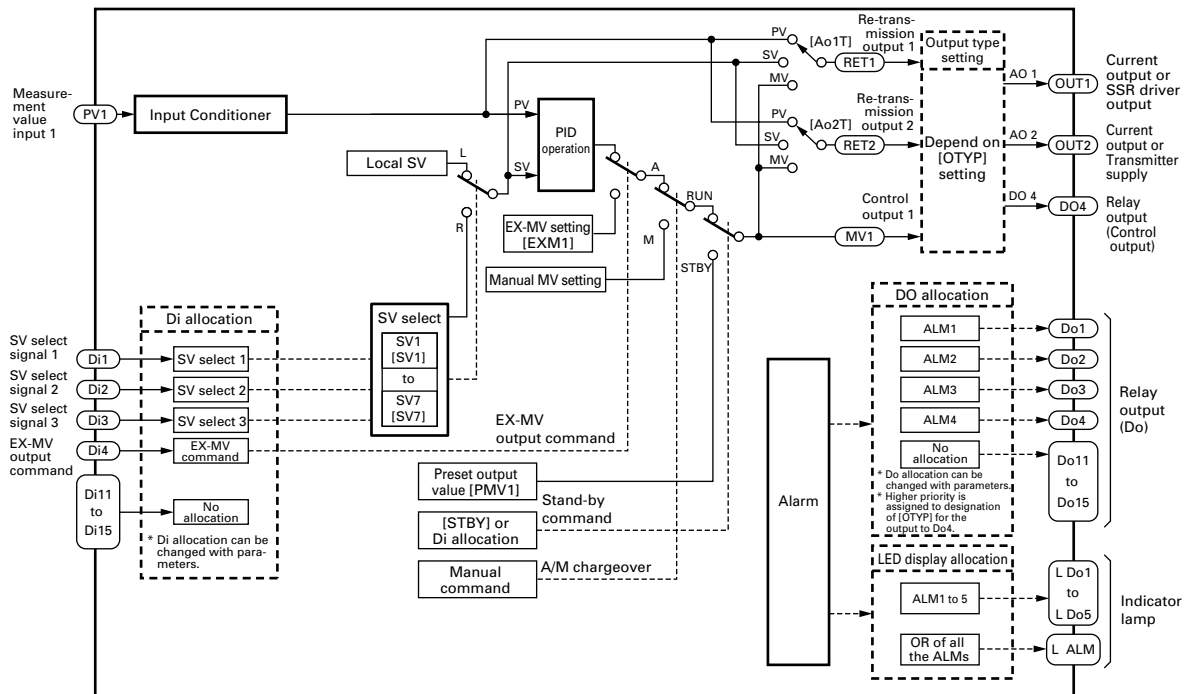 Measure-
ment
value
input 1
PV1
Input Conditioner
PV
PID
operation
SV
Local SV
L
R
A
RUN
M
STBY
EX-MV setting
[EXM1]
Manual MV setting
PV
SV
MV
[Ao1T]
Re-trans-
mission
output 1
RET1
PV
SV
MV
[Ao2T]
Re-trans-
mission
output 2
RET2
Control
output 1
MV1
Output type
setting
Depend on
[OTYP]
setting
AO 1
OUT1
Current
output or
SSR driver
output
AO 2
OUT2
Current
output or
Transmitter
supply
DO 4
DO4
Relay
output
(Control
output)
SV select
signal 1
Di1
SV select
signal 2
Di2
SV select
signal 3
Di3
EX-MV
output
command
Di4
Di11
to
Di15
Di allocation
SV select 1
SV select 2
SV select 3
EX-MV
command
No
allocation
* Di allocation can be
changed with para-
meters.
SV select
SV1
[SV1]
to
SV7
[SV7]
EX-MV
output command
Preset output
value [PMV1]
Stand-by
command
[STBY] or
Di allocation
A/M chargeover
Manual
command
Alarm
DO allocation
ALM1
ALM2
ALM3
ALM4
No
allocation
* Do allocation can be
changed with parameters.
* Higher priority is
assigned to designation
of [OTYP] for the
output to Do4.
Do1
Do2
Do3
Do4
Do11
to
Do15
Relay
output
(Do)
LED display allocation
ALM1 to 5
OR of all
the ALMs
L Do1
to
L Do5
L ALM
Indicator
lamp